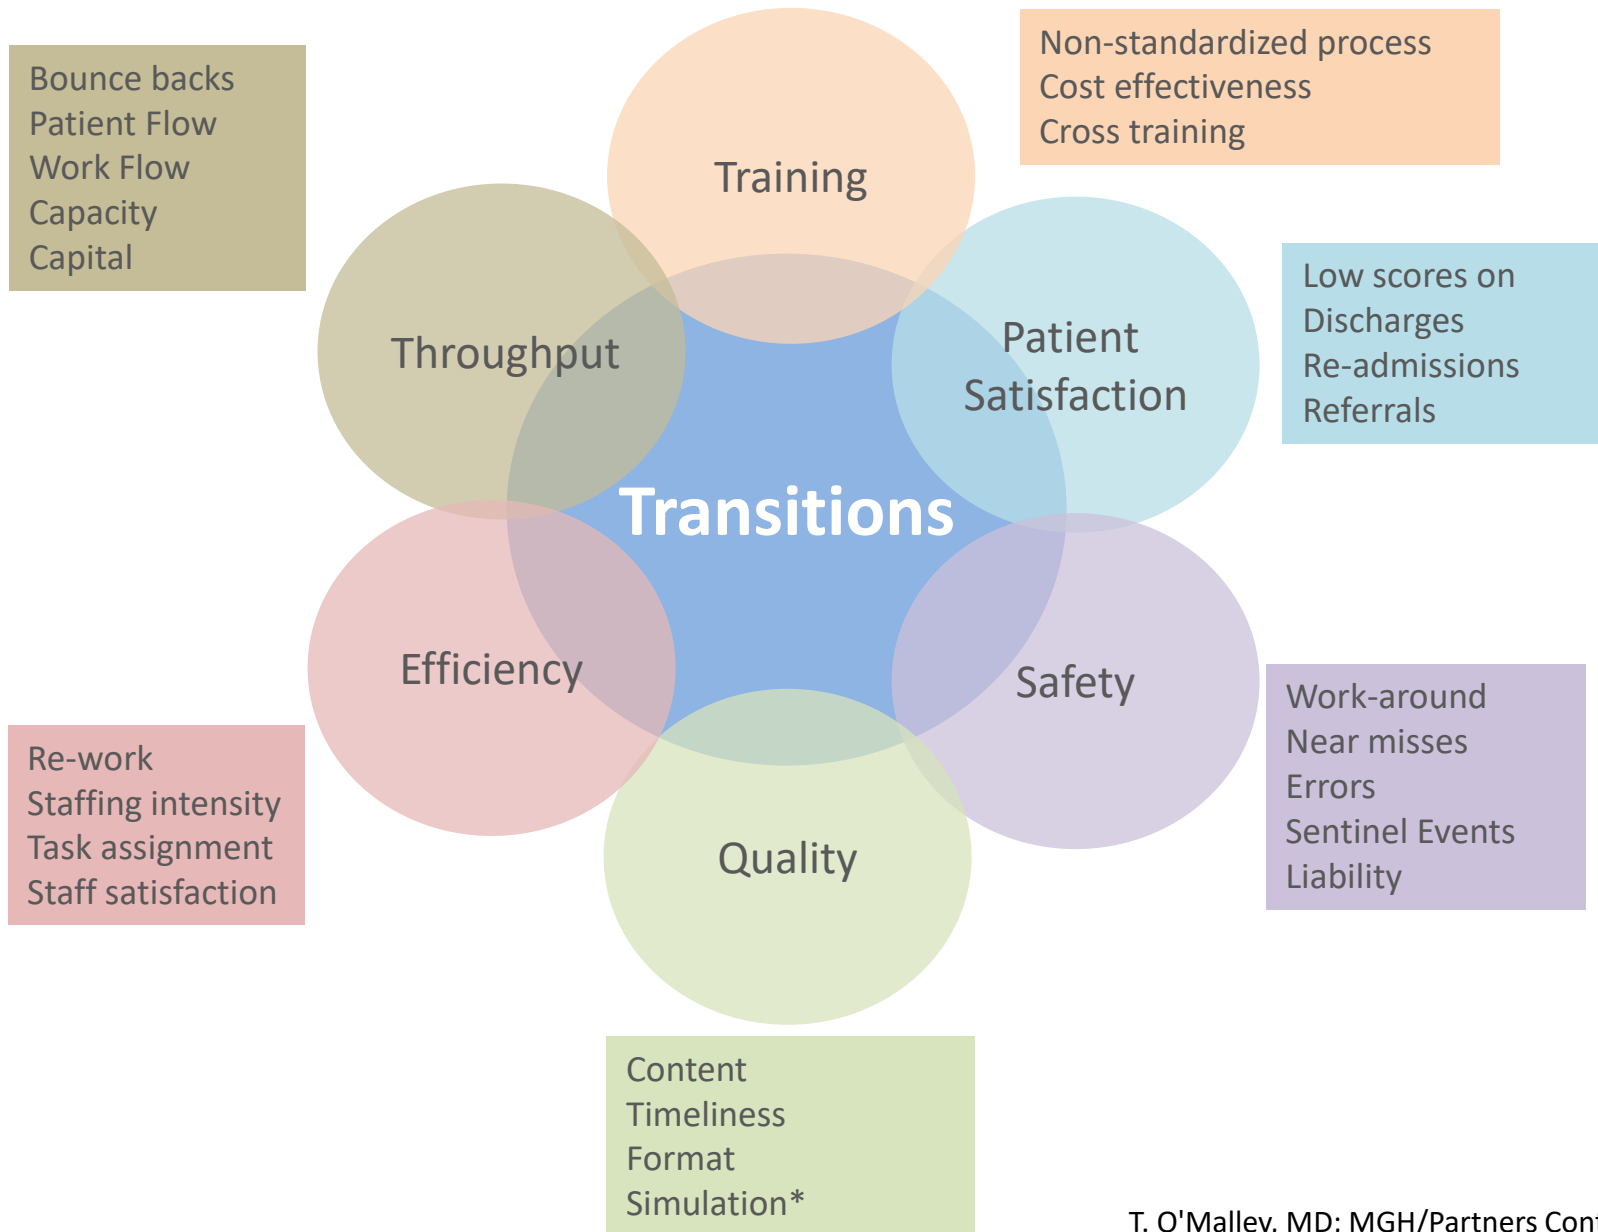 Non-standardized process
Cost effectiveness
Cross training
Bounce backs
Patient Flow
Work Flow
Capacity
Capital
Training
Low scores on
Discharges
Re-admissions
Referrals
Throughput
Patient
Satisfaction
Transitions
Efficiency
Safety
Work-around
Near misses
Errors
Sentinel Events
Liability
Re-work
Staffing intensity
Task assignment
Staff satisfaction
Quality
Content
Timeliness
Format
Simulation*
T. O'Malley, MD: MGH/Partners